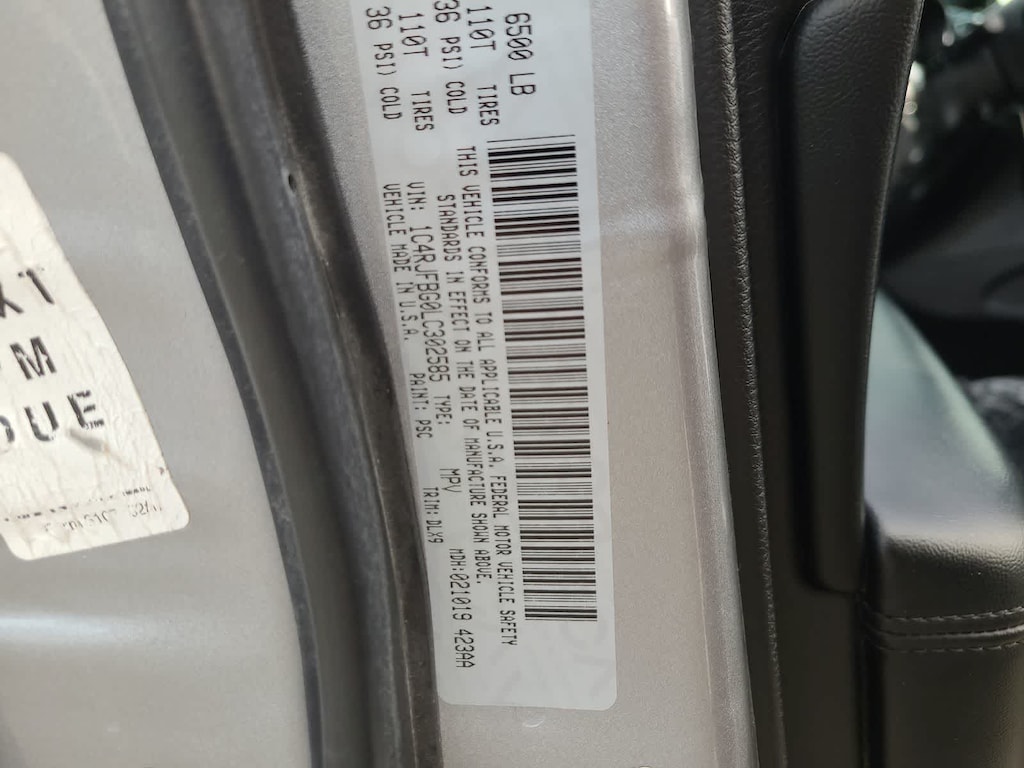 6500 LB
110T TIRES
36 PSI) COLD
110T TIRES
36 PSI) COLD
THIS VEHICLE CONFORMS TO ALL APPLICABLE U.S.A. FEDERAL MOTOR VEHICLE SAFETY
STANDARDS IN EFFECT ON THE DATE OF MANUFACTURE SHOWN ABOVE.
VIN: 1C4RJFBG0LC302585 TYPE: MPV MDH:021019 423AA
VEHICLE MADE IN U.S.A. PAINT: PSC TRIM: DLX9
XT
M
DUE